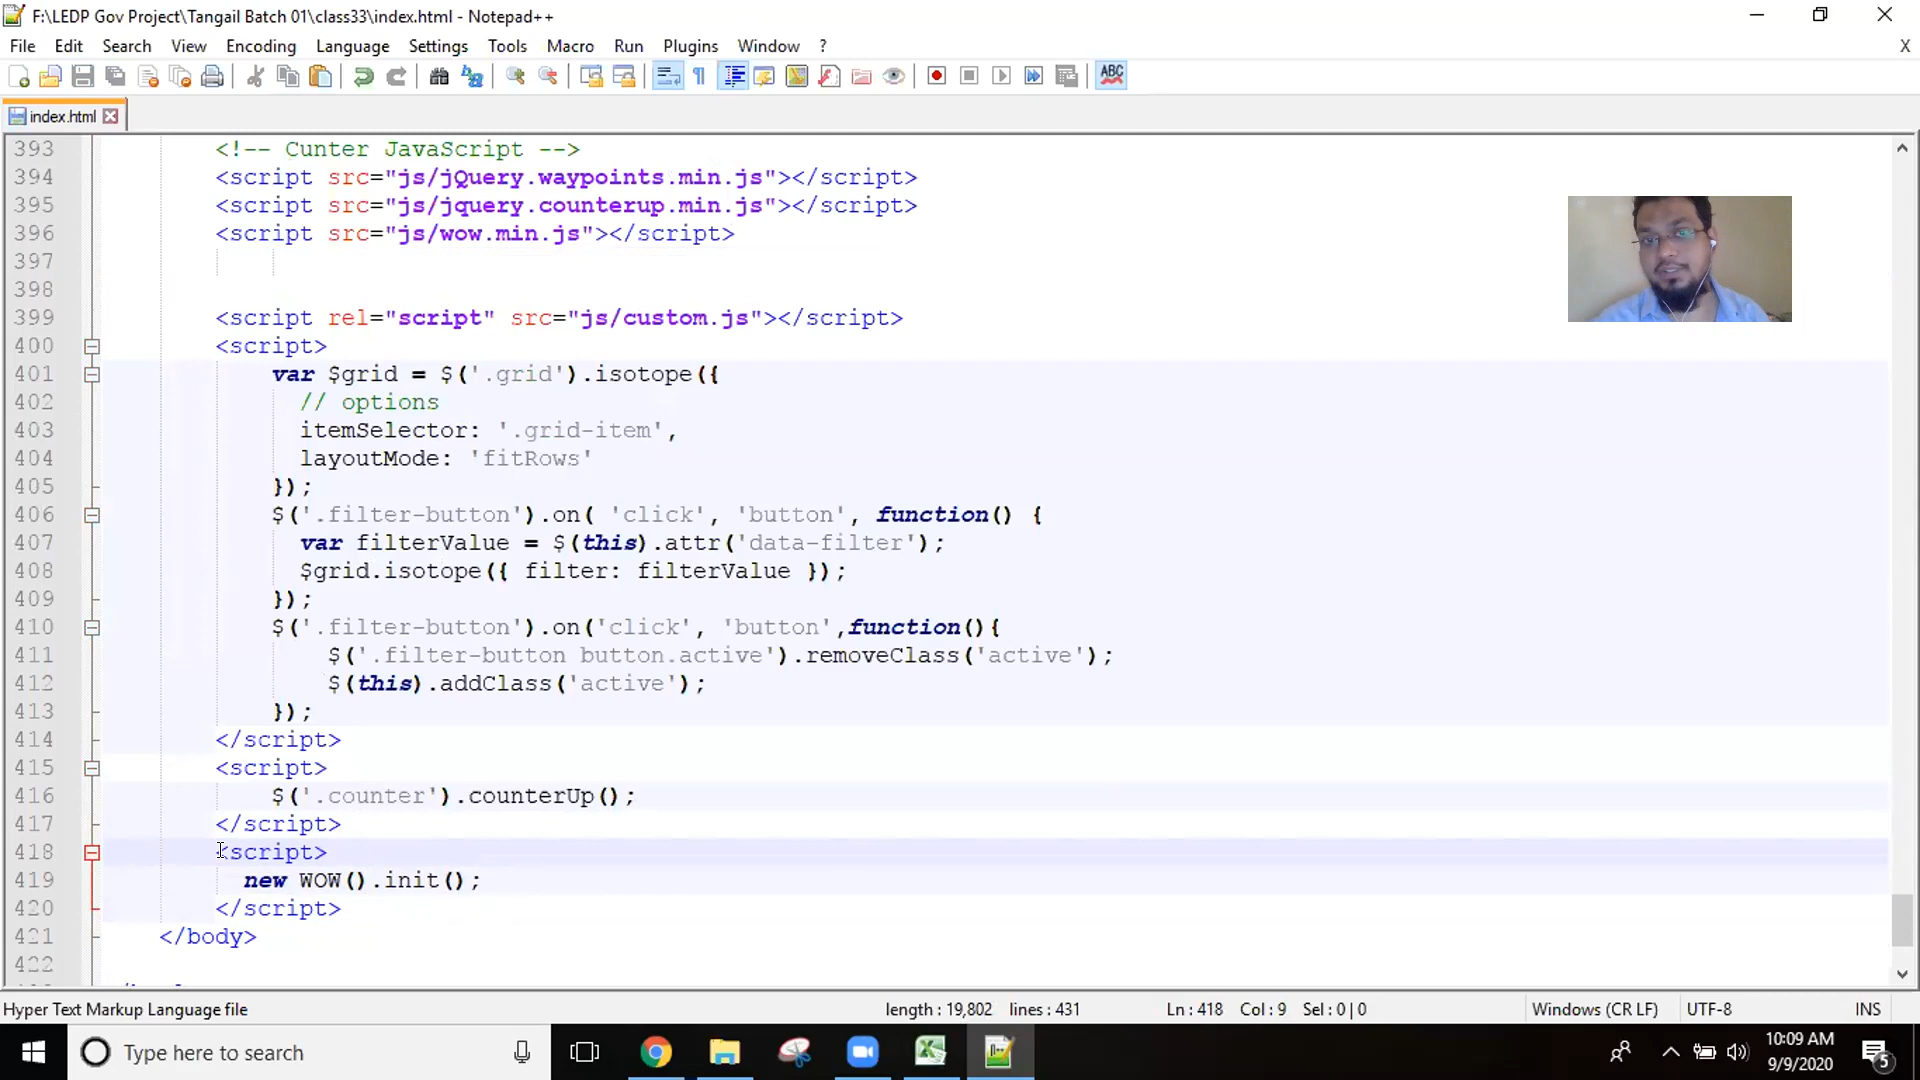 F:\LEDP Gov Project\Tangail Batch 01\class33\index.html - Notepad++
File Edit Search View Encoding Language Settings Tools Macro Run Plugins Window ? X
ABC
index.html
393 <!-- Cunter JavaScript -->
394 <script src="js/jQuery.waypoints.min.js"></script>
395 <script src="js/jquery.counterup.min.js"></script>
396 <script src="js/wow.min.js"></script>
397
398
399 <script rel="script" src="js/custom.js"></script>
400 <script>
401 var $grid = $('.grid').isotope({
402 // options
403 itemSelector: '.grid-item',
404 layoutMode: 'fitRows'
405 });
406 $('.filter-button').on( 'click', 'button', function() {
407 var filterValue = $(this).attr('data-filter');
408 $grid.isotope({ filter: filterValue });
409 });
410 $('.filter-button').on('click', 'button',function(){
411 $('.filter-button button.active').removeClass('active');
412 $(this).addClass('active');
413 });
414 </script>
415 <script>
416 $('.counter').counterUp();
417 </script>
418 <script>
419 new WOW().init();
420 </script>
421 </body>
422
Hyper Text Markup Language file length : 19,802 lines : 431 Ln : 418 Col : 9 Sel : 0 | 0 Windows (CR LF) UTF-8 INS
Type here to search
10:09 AM
9/9/2020
5